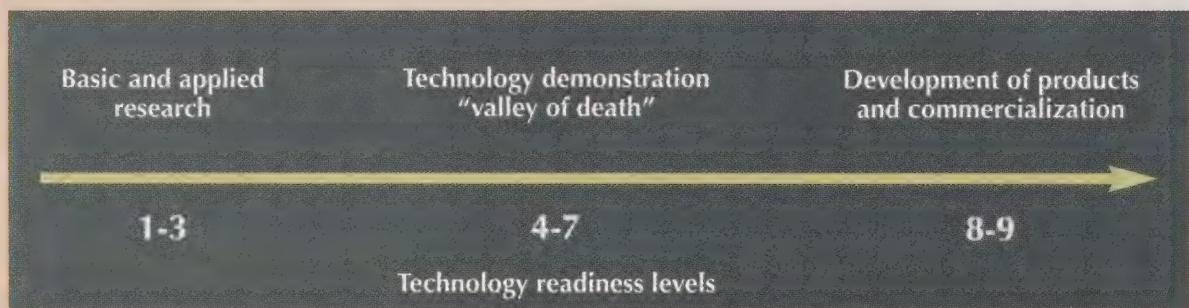 Basic and applied
research
Technology demonstration
"valley of death"
Development of products
and commercialization
1-3
4-7
8-9
Technology readiness levels